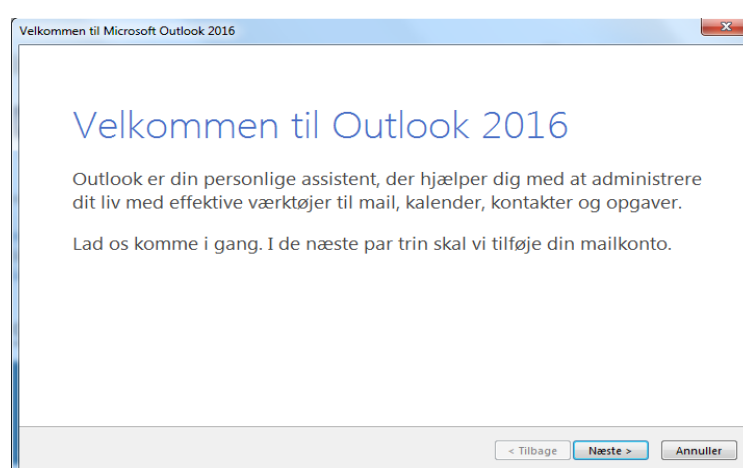 Velkommen til Microsoft Outlook 2016
Velkommen til Outlook 2016
Outlook er din personlige assistent, der hjælper dig med at administrere
dit liv med effektive værktøjer til mail, kalender, kontakter og opgaver.
Lad os komme i gang. I de næste par trin skal vi tilføje din mailkonto.
< Tilbage Næste > Annuller